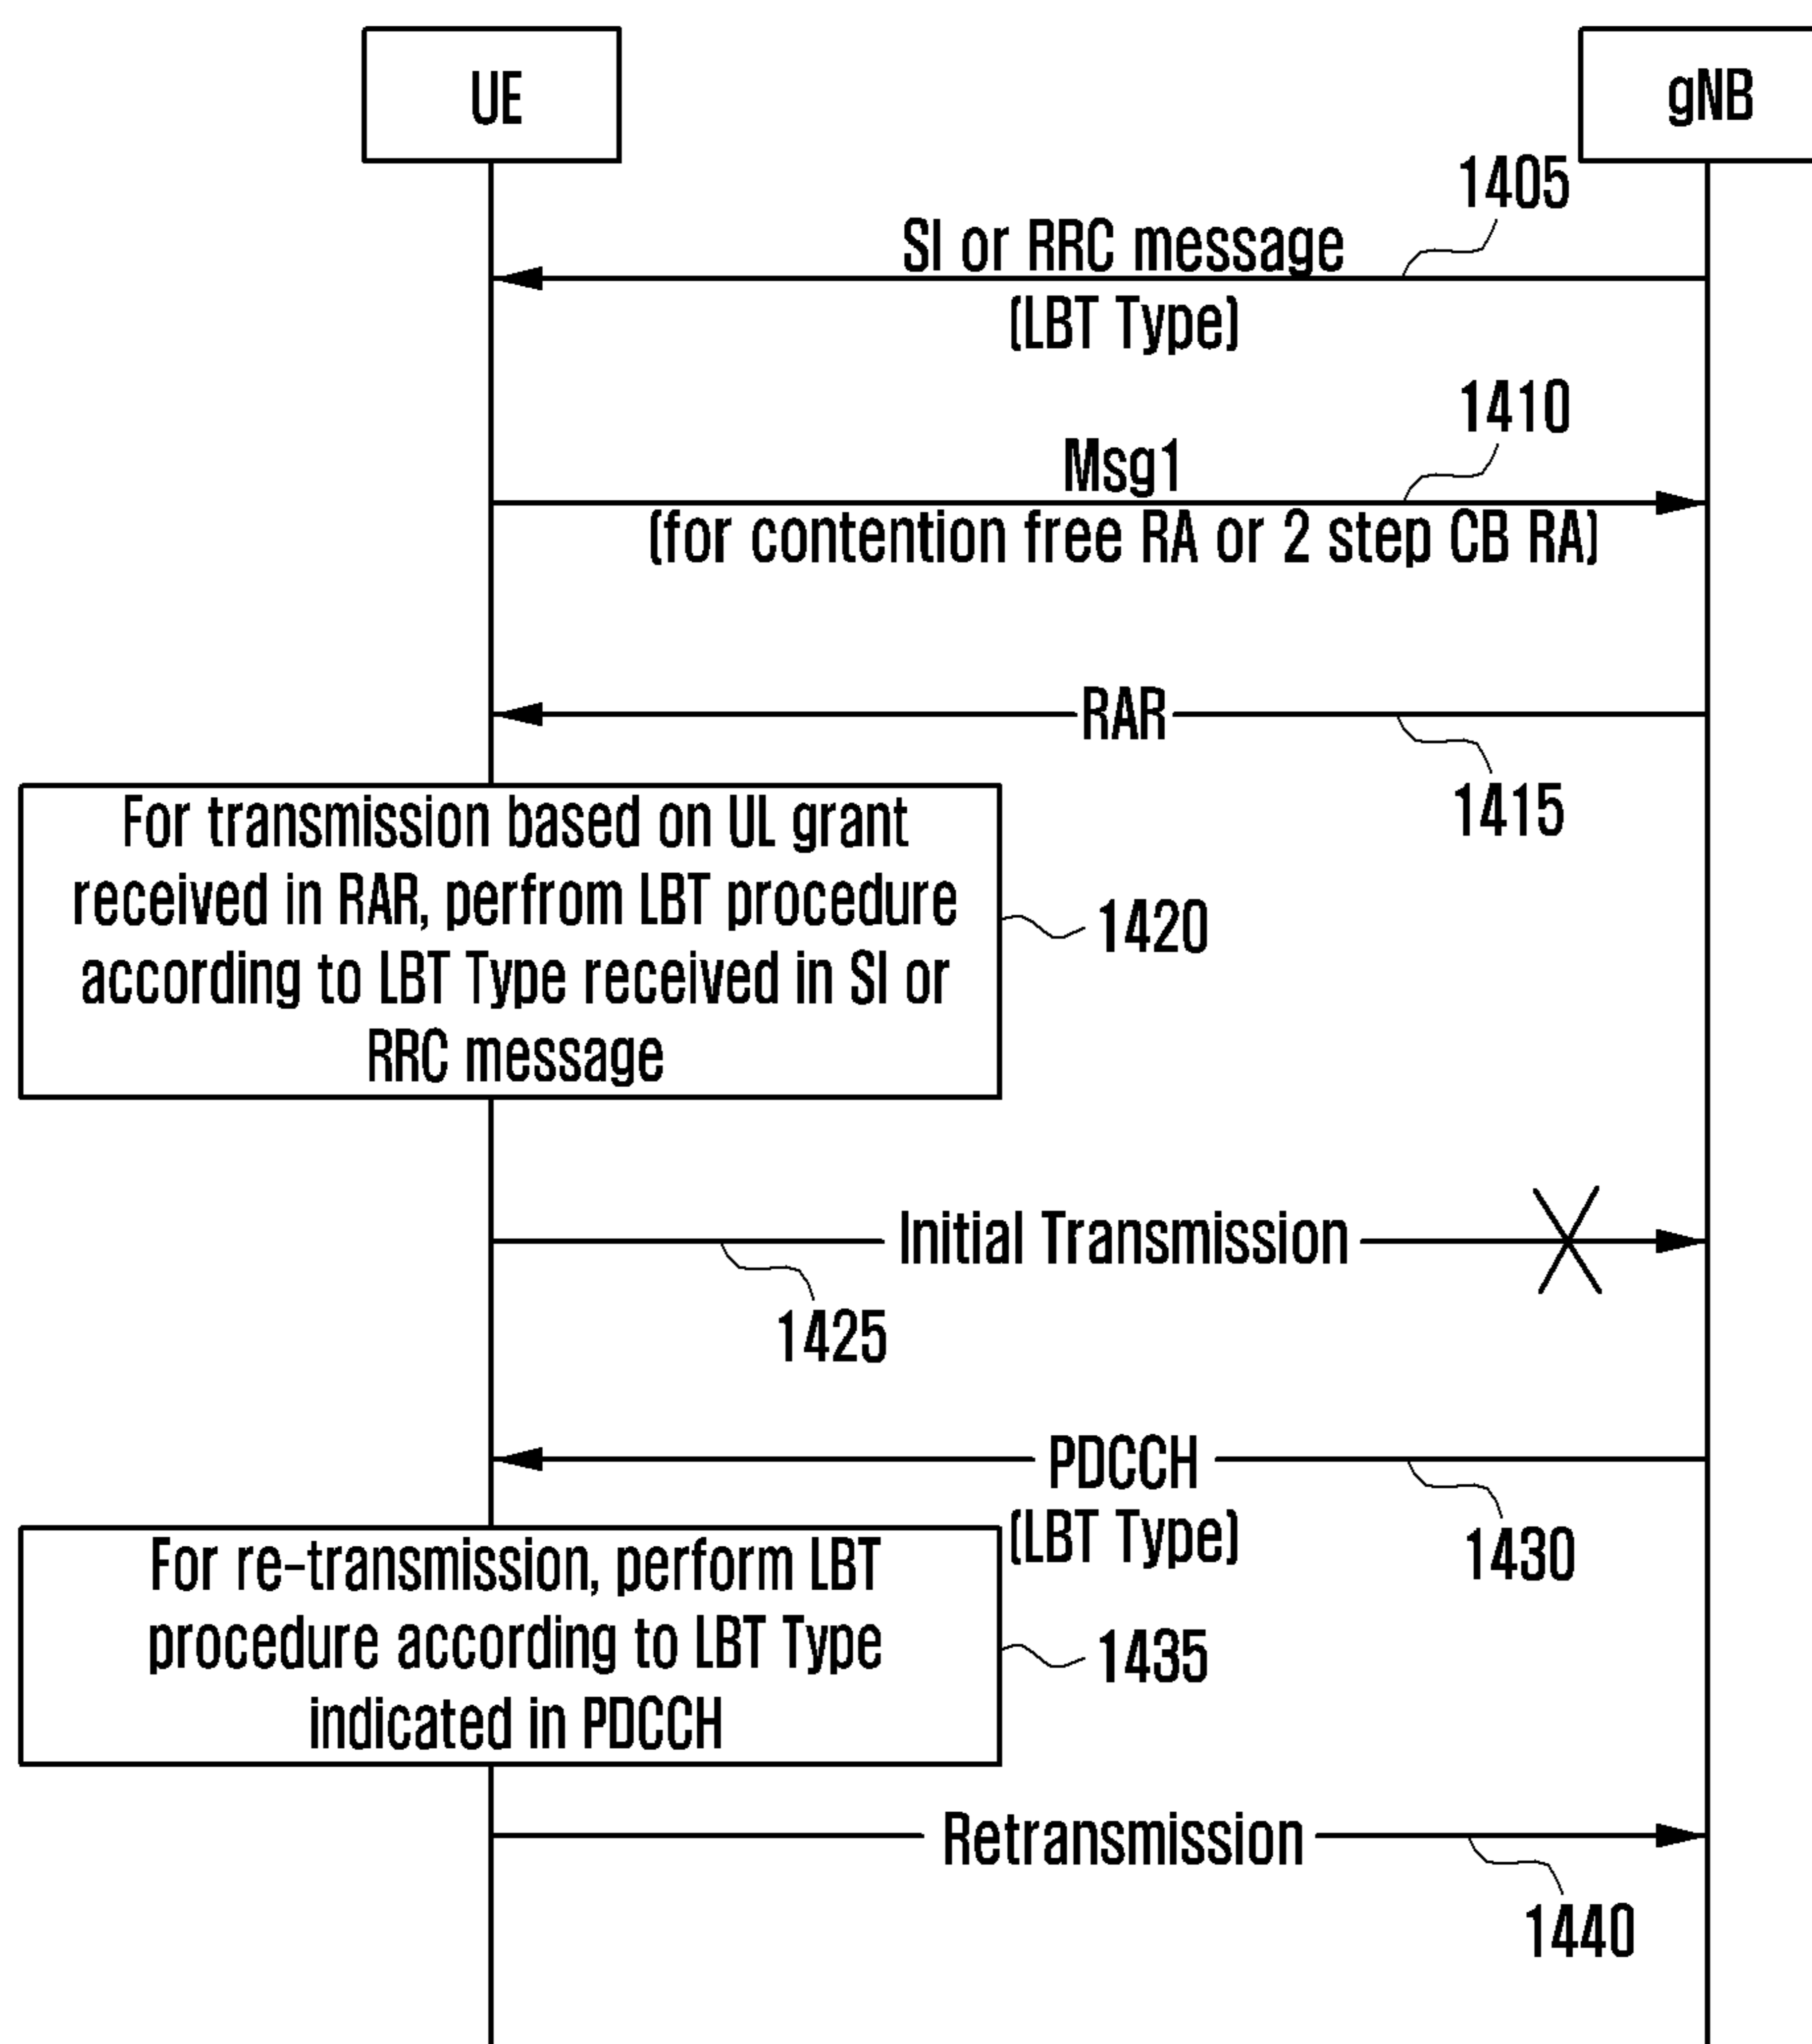 UE
gNB
1405
SI or RRC message
(LBT Type)
1410
Msg1
(for contention free RA or 2 step CB RA)
RAR
1415
For transmission based on UL grant
received in RAR, perfrom LBT procedure
according to LBT Type received in SI or
RRC message
1420
Initial Transmission
1425
PDCCH
(LBT Type)
1430
For re-transmission, perform LBT
procedure according to LBT Type
indicated in PDCCH
1435
Retransmission
1440